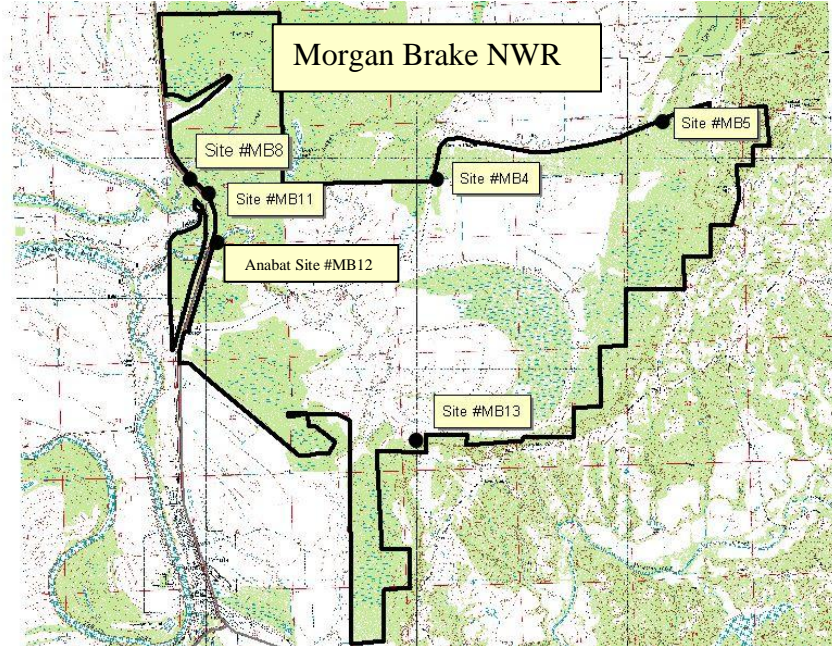 Morgan Brake NWR
Site #MB5
Site #MB8
Site #MB4
Site #MB11
Anabat Site #MB12
Site #MB13